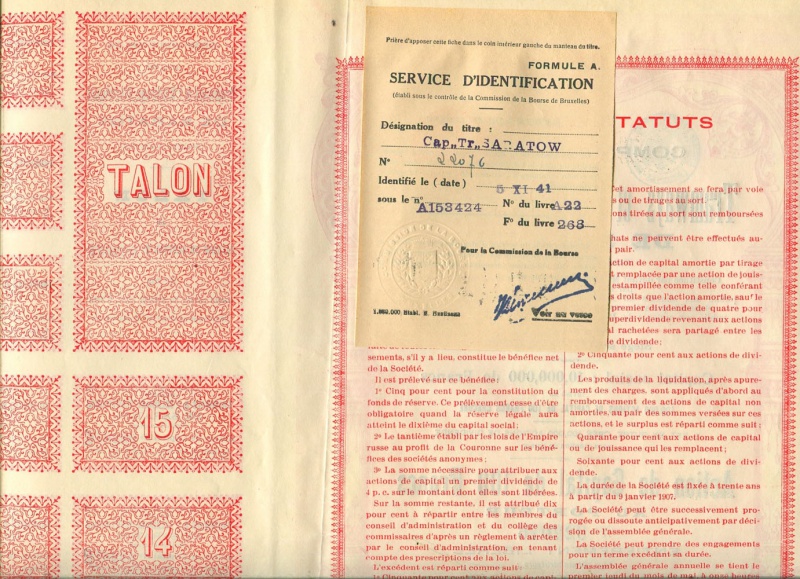 TALON
15
14
Prière d'apposer cette fiche dans le coin intérieur gauche du manteau du titre.
FORMULE A.
SERVICE D'IDENTIFICATION
(établi sous le contrôle de la Commission de la Bourse de Bruxelles)
Désignation du titre :
Cap„Tr„SARATOW
N° 22076
Identifié le (date) 5 XI 41
sous le n° A153424 N° du livre A22
F° du livre 268
Pour la Commission de la Bourse
Voir au verso
sements, s'il y a lieu, constitue le bénéfice net
de la Société.
Il est prélevé sur ce bénéfice :
1° Cinq pour cent pour la constitution du
fonds de réserve. Ce prélèvement cesse d'être
obligatoire quand la réserve légale aura
atteint le dixième du capital social;
2° Le tantième établi par les lois de l'Empire
russe au profit de la Couronne sur les béné-
fices des sociétés anonymes;
3° La somme nécessaire pour attribuer aux
actions de capital un premier dividende de
4 p. c. sur le montant dont elles sont libérées.
Sur la somme restante, il est attribué dix
pour cent à répartir entre les membres du
conseil d'administration et du collège des
commissaires d'après un règlement à arrêter
par le conseil d'administration, en tenant
compte des prescriptions de la loi.
L'excédent est réparti comme suit :
TATUTS
Cet amortissement se fera par voie
s ou de tirages au sort.
ons tirées au sort sont remboursées
hats ne peuvent être effectués au-
pair.
ction de capital amortie par tirage
t remplacée par une action de jouis-
estampillée comme telle conférant
s droits que l'action amortie, sauf le
premier dividende de quatre pour
superdividende revenant aux actions
l rachetées sera partagé entre les
e dividende;
2° Cinquante pour cent aux actions de divi-
dende.
Les produits de la liquidation, après apure-
ment des charges, sont appliqués d'abord au
remboursement des actions de capital non
amorties, au pair des sommes versées sur ces
actions, et le surplus est réparti comme suit :
Quarante pour cent aux actions de capital
ou de jouissance qui les remplacent;
Soixante pour cent aux actions de divi-
dende.
La durée de la Société est fixée à trente ans
à partir du 9 janvier 1907.
La Société peut être successivement pro-
rogée ou dissoute anticipativement par déci-
sion de l'assemblée générale.
La Société peut prendre des engagements
pour un terme excédant sa durée.
L'assemblée générale annuelle se tient le